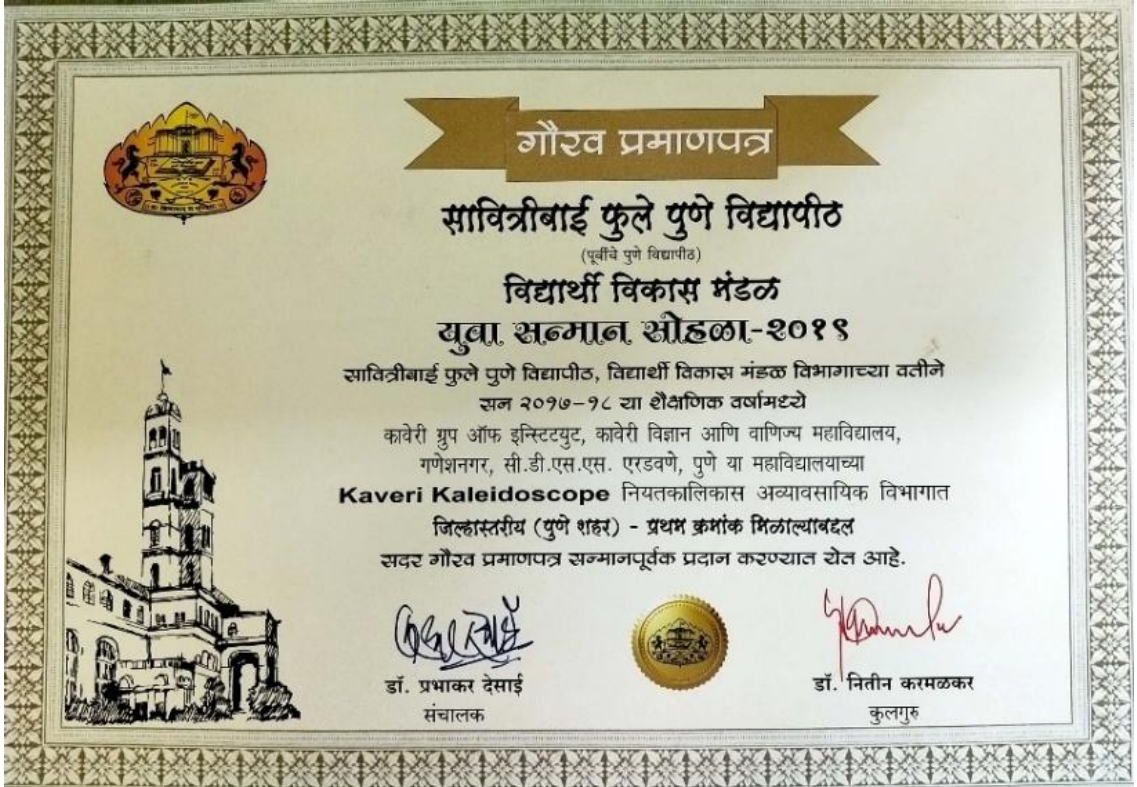 गौरव प्रमाणपत्र
सावित्रीबाई फुले पुणे विद्यापीठ
(पूर्वीचे पुणे विद्यापीठ)
विद्यार्थी विकास मंडळ
युवा सन्मान सोहळा-२०१९
सावित्रीबाई फुले पुणे विद्यापीठ, विद्यार्थी विकास मंडळ विभागाच्या वतीने
सन २०१७-१८ या शैक्षणिक वर्षामध्ये
कावेरी ग्रुप ऑफ इन्स्टिटयुट, कावेरी विज्ञान आणि वाणिज्य महाविद्यालय,
गणेशनगर, सी.डी.एस.एस. एरडवणे, पुणे या महाविद्यालयाच्या
Kaveri Kaleidoscope नियतकालिकास अव्यावसायिक विभागात
जिल्हास्तरीय (पुणे शहर) - प्रथम क्रमांक मिळाल्याबद्दल
सदर गौरव प्रमाणपत्र सन्मानपूर्वक प्रदान करण्यात येत आहे.
डॉ. प्रभाकर देसाई
संचालक
डॉ. नितीन करमळकर
कुलगुरु